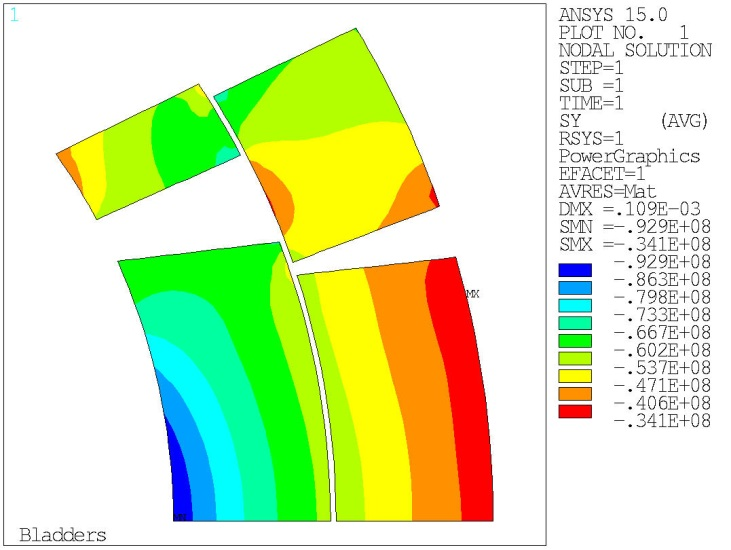 1
ANSYS 15.0
PLOT NO.   1
NODAL SOLUTION
STEP=1
SUB =1
TIME=1
SY       (AVG)
RSYS=1
PowerGraphics
EFACET=1
AVRES=Mat
DMX =.109E-03
SMN =-.929E+08
SMX =-.341E+08
-.929E+08
-.863E+08
-.798E+08
-.733E+08
-.667E+08
-.602E+08
-.537E+08
-.471E+08
-.406E+08
-.341E+08
MX
Bladders